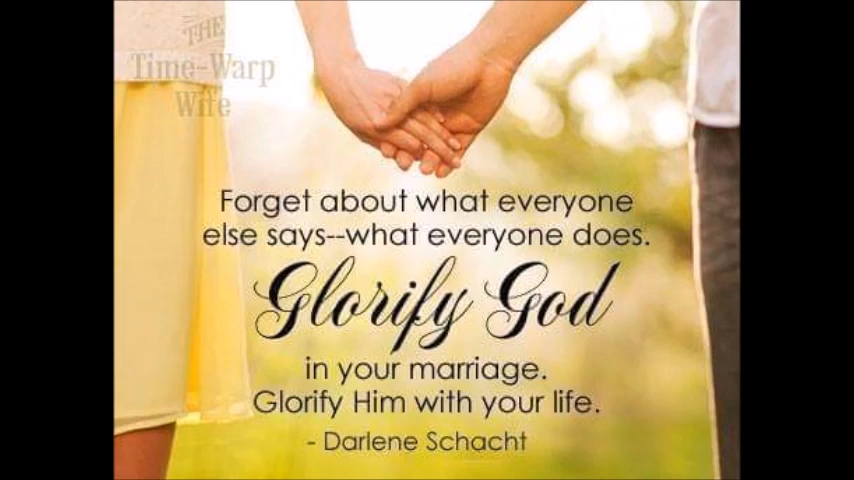 THE
Time-Warp
Wife
Forget about what everyone
else says--what everyone does.
Glorify God
in your marriage.
Glorify Him with your life.
- Darlene Schacht